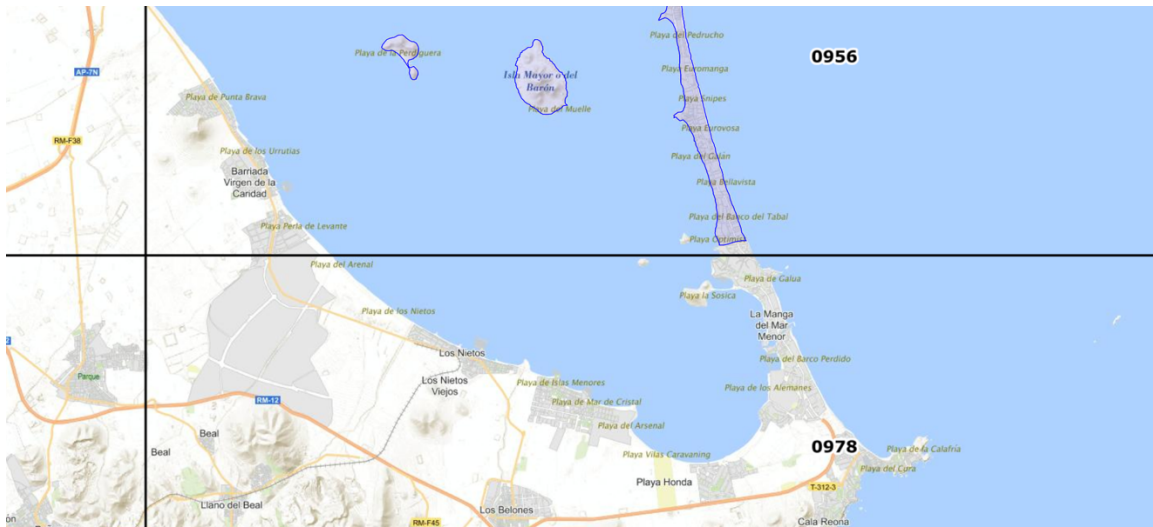 Playa del Pedrucho
Playa de la Perdiguera
0956
Playa Euromanga
AP-7N
Isla Mayor o del
Barón
Playa de Punta Brava
Playa Snipes
Playa del Muelle
Playa Eurovosa
RM-F38
Playa de los Urrutias
Playa del Galán
Barriada
Virgen de la
Caridad
Playa Bellavista
Playa del Banco del Tabal
Playa Perla de Levante
Playa Optimist
Playa del Arenal
Playa de Galua
Playa la Sosica
Playa de los Nietos
La Manga
del Mar
Menor
2
Los Nietos
Playa del Barco Perdido
Parque
Los Nietos
Viejos
Playa de Islas Menores
Playa de los Alemanes
RM-12
Playa de Mar de Cristal
Playa del Arsenal
Beal
0978
Beal
Playa Vilas Caravaning
Playa de la Calafría
Playa del Cura
Playa Honda
T-312-3
Llano del Beal
Los Belones
ón
RM-F45
Cala Reona